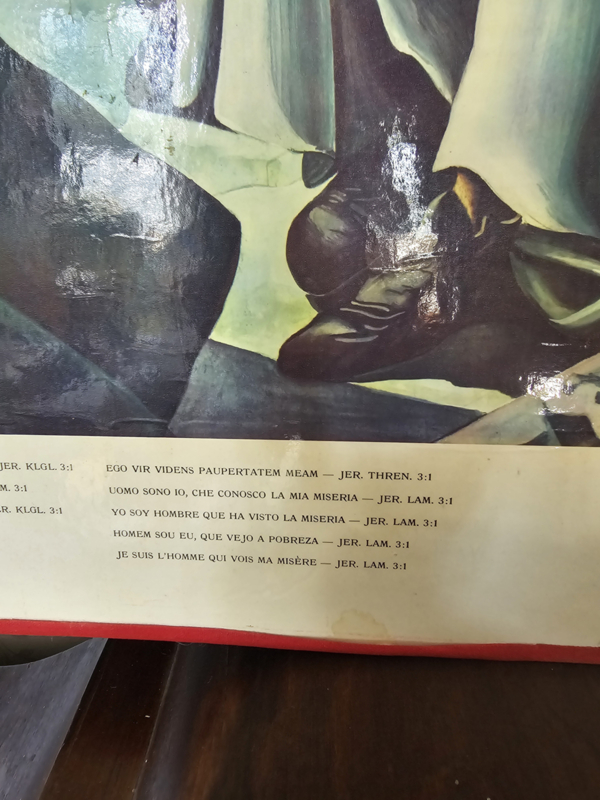 JER. KLGL. 3:1
M. 3:1
R. KLGL. 3:1
EGO VIR VIDENS PAUPERTATEM MEAM — JER. THREN. 3:1
UOMO SONO IO, CHE CONOSCO LA MIA MISERIA — JER. LAM. 3:1
YO SOY HOMBRE QUE HA VISTO LA MISERIA — JER. LAM. 3:1
HOMEM SOU EU, QUE VEJO A POBREZA — JER. LAM. 3:1
JE SUIS L'HOMME QUI VOIS MA MISÈRE — JER. LAM. 3:1